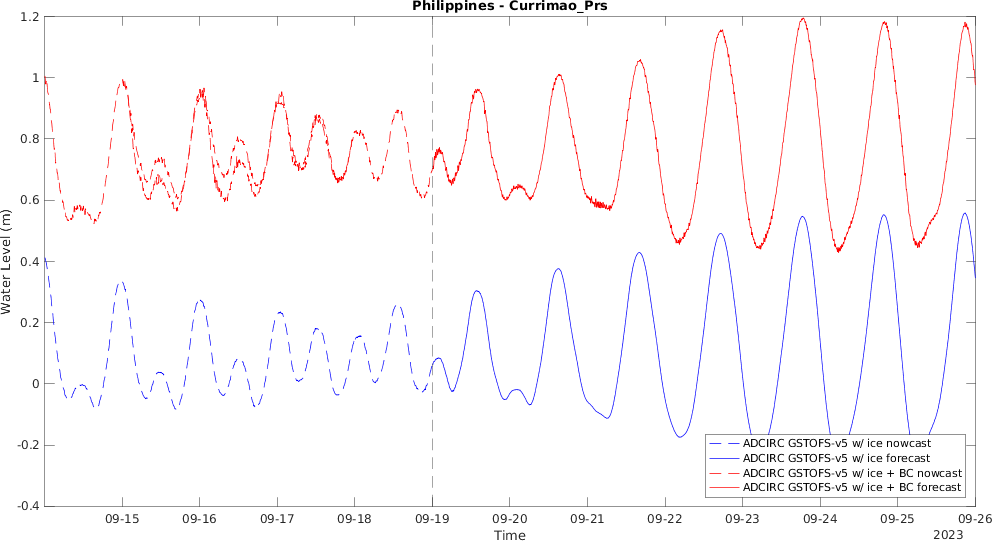 Philippines - Currimao_Prs
1.2
1
0.8
0.6
0.4
0.2
0
-0.2
-0.4
Water Level (m)
ADCIRC GSTOFS-v5 w/ ice nowcast
ADCIRC GSTOFS-v5 w/ ice forecast
ADCIRC GSTOFS-v5 w/ ice + BC nowcast
ADCIRC GSTOFS-v5 w/ ice + BC forecast
09-15 09-16 09-17 09-18 09-19 09-20 09-21 09-22 09-23 09-24 09-25 09-26
Time
2023